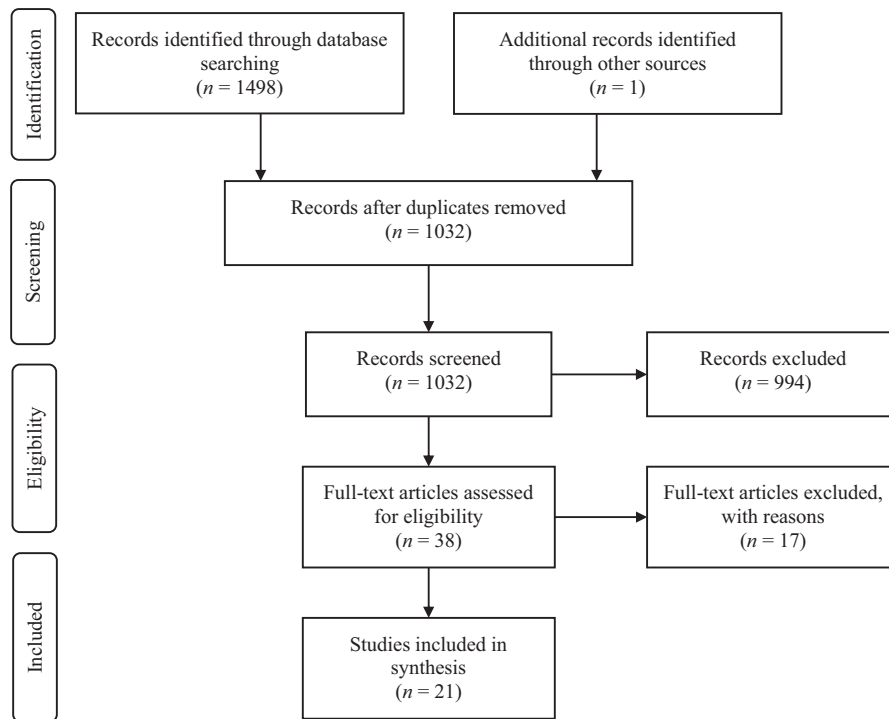 Identification
Records identified through database
searching
(n = 1498)
Additional records identified
through other sources
(n = 1)
Screening
Records after duplicates removed
(n = 1032)
Records screened
(n = 1032)
Records excluded
(n = 994)
Eligibility
Full-text articles assessed
for eligibility
(n = 38)
Full-text articles excluded,
with reasons
(n = 17)
Included
Studies included in
synthesis
(n = 21)